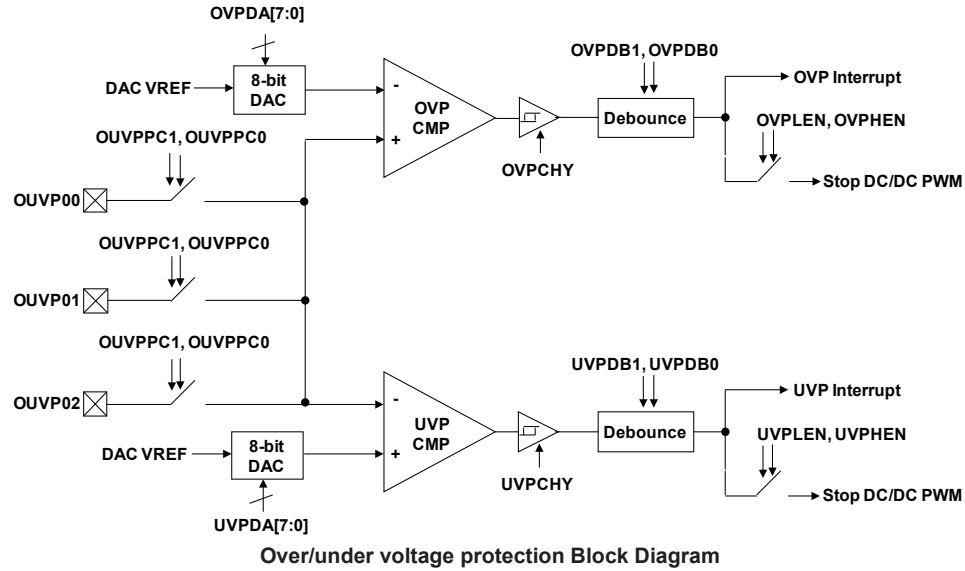 OVPDA[7:0]
DAC VREF
8-bit
DAC
-
+
OVP
CMP
OVPCHY
OVPDB1, OVPDB0
Debounce
OVP Interrupt
OVPLEN, OVPHEN
Stop DC/DC PWM
OUVPPC1, OUVPPC0
OUVP00
OUVPPC1, OUVPPC0
OUVP01
OUVPPC1, OUVPPC0
OUVP02
DAC VREF
8-bit
DAC
UVPDA[7:0]
-
+
UVP
CMP
UVPCHY
UVPDB1, UVPDB0
Debounce
UVP Interrupt
UVPLEN, UVPHEN
Stop DC/DC PWM
Over/under voltage protection Block Diagram